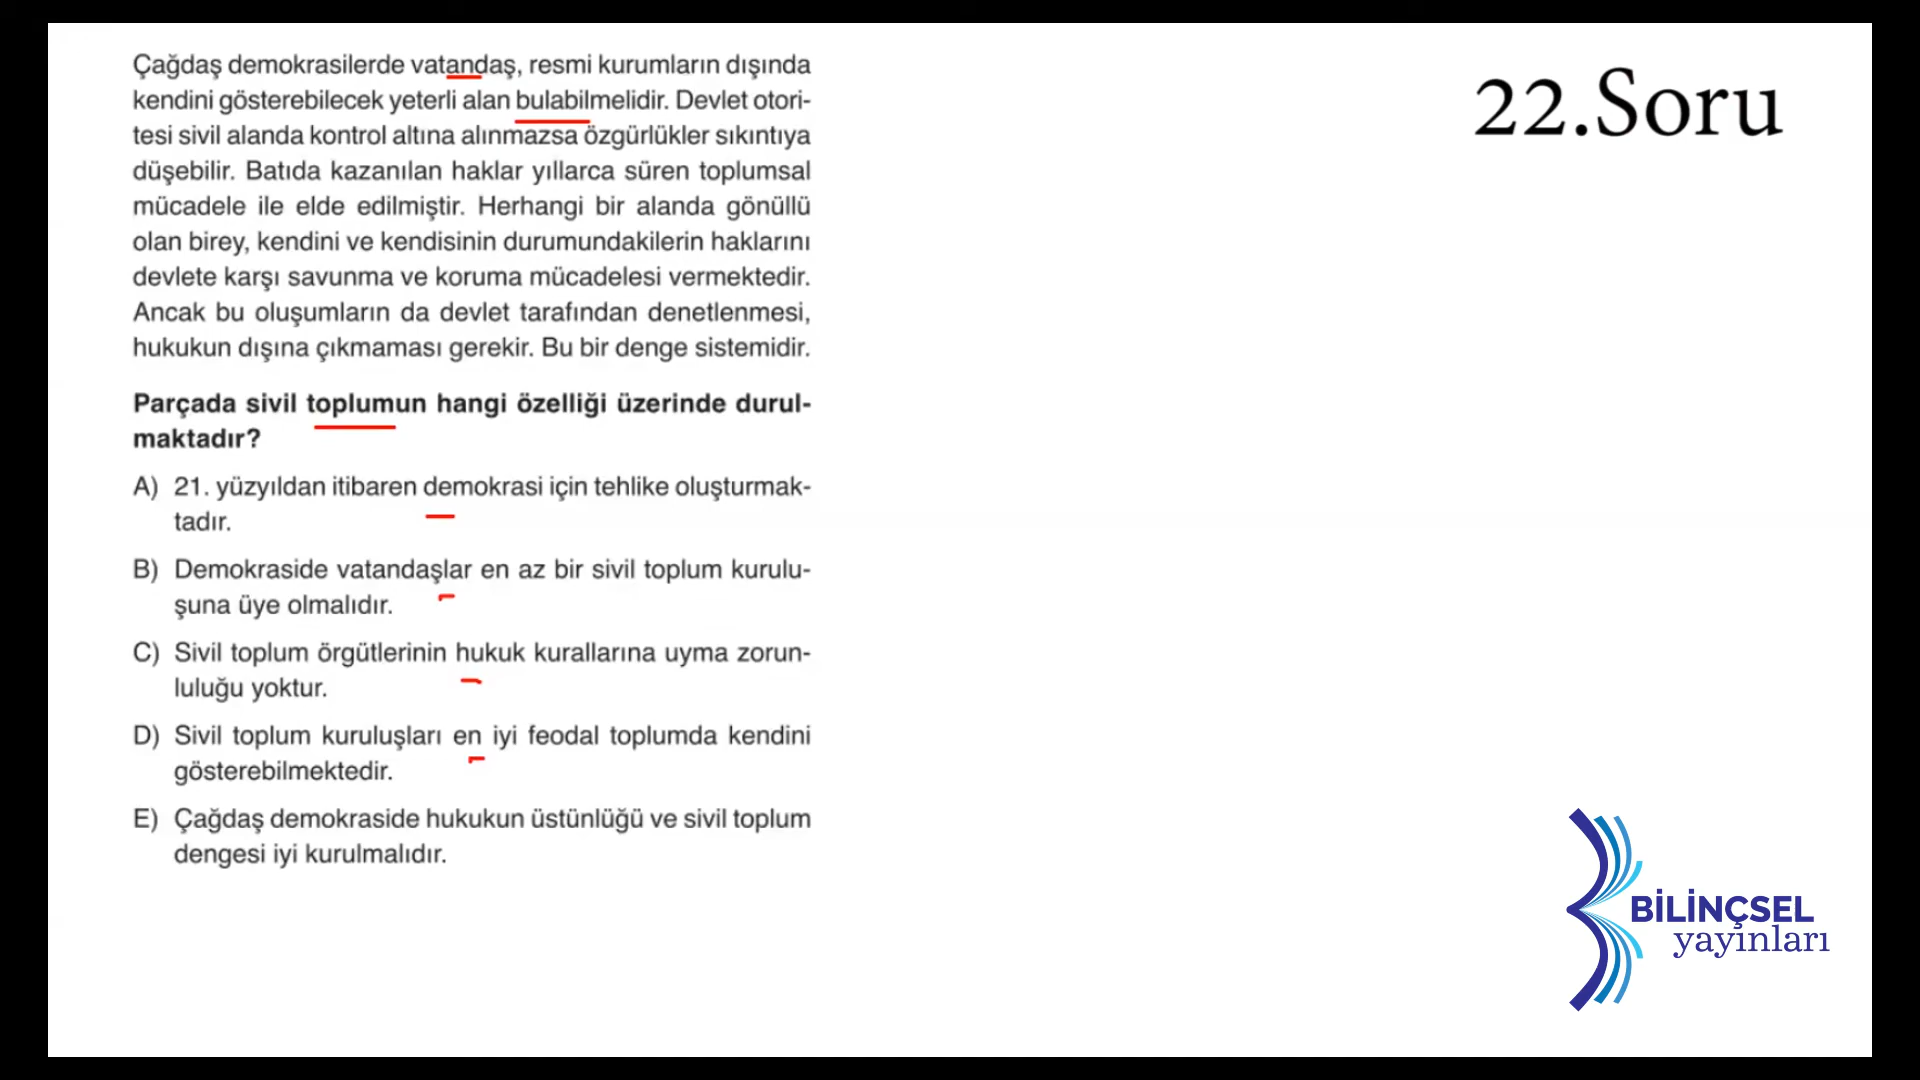 Çağdaş demokrasilerde vatandaş, resmi kurumların dışında
kendini gösterebilecek yeterli alan bulabilmelidir. Devlet otori-
tesi sivil alanda kontrol altına alınmazsa özgürlükler sıkıntıya
düşebilir. Batıda kazanılan haklar yıllarca süren toplumsal
mücadele ile elde edilmiştir. Herhangi bir alanda gönüllü
olan birey, kendini ve kendisinin durumundakilerin haklarını
devlete karşı savunma ve koruma mücadelesi vermektedir.
Ancak bu oluşumların da devlet tarafından denetlenmesi,
hukukun dışına çıkmaması gerekir. Bu bir denge sistemidir.
Parçada sivil toplumun hangi özelliği üzerinde durul-
maktadır?
A) 21. yüzyıldan itibaren demokrasi için tehlike oluşturmak-
tadır.
B) Demokraside vatandaşlar en az bir sivil toplum kurulu-
şuna üye olmalıdır.
C) Sivil toplum örgütlerinin hukuk kurallarına uyma zorun-
luluğu yoktur.
D) Sivil toplum kuruluşları en iyi feodal toplumda kendini
gösterebilmektedir.
E) Çağdaş demokraside hukukun üstünlüğü ve sivil toplum
dengesi iyi kurulmalıdır.
22.Soru
BİLİNÇSEL
yayınları